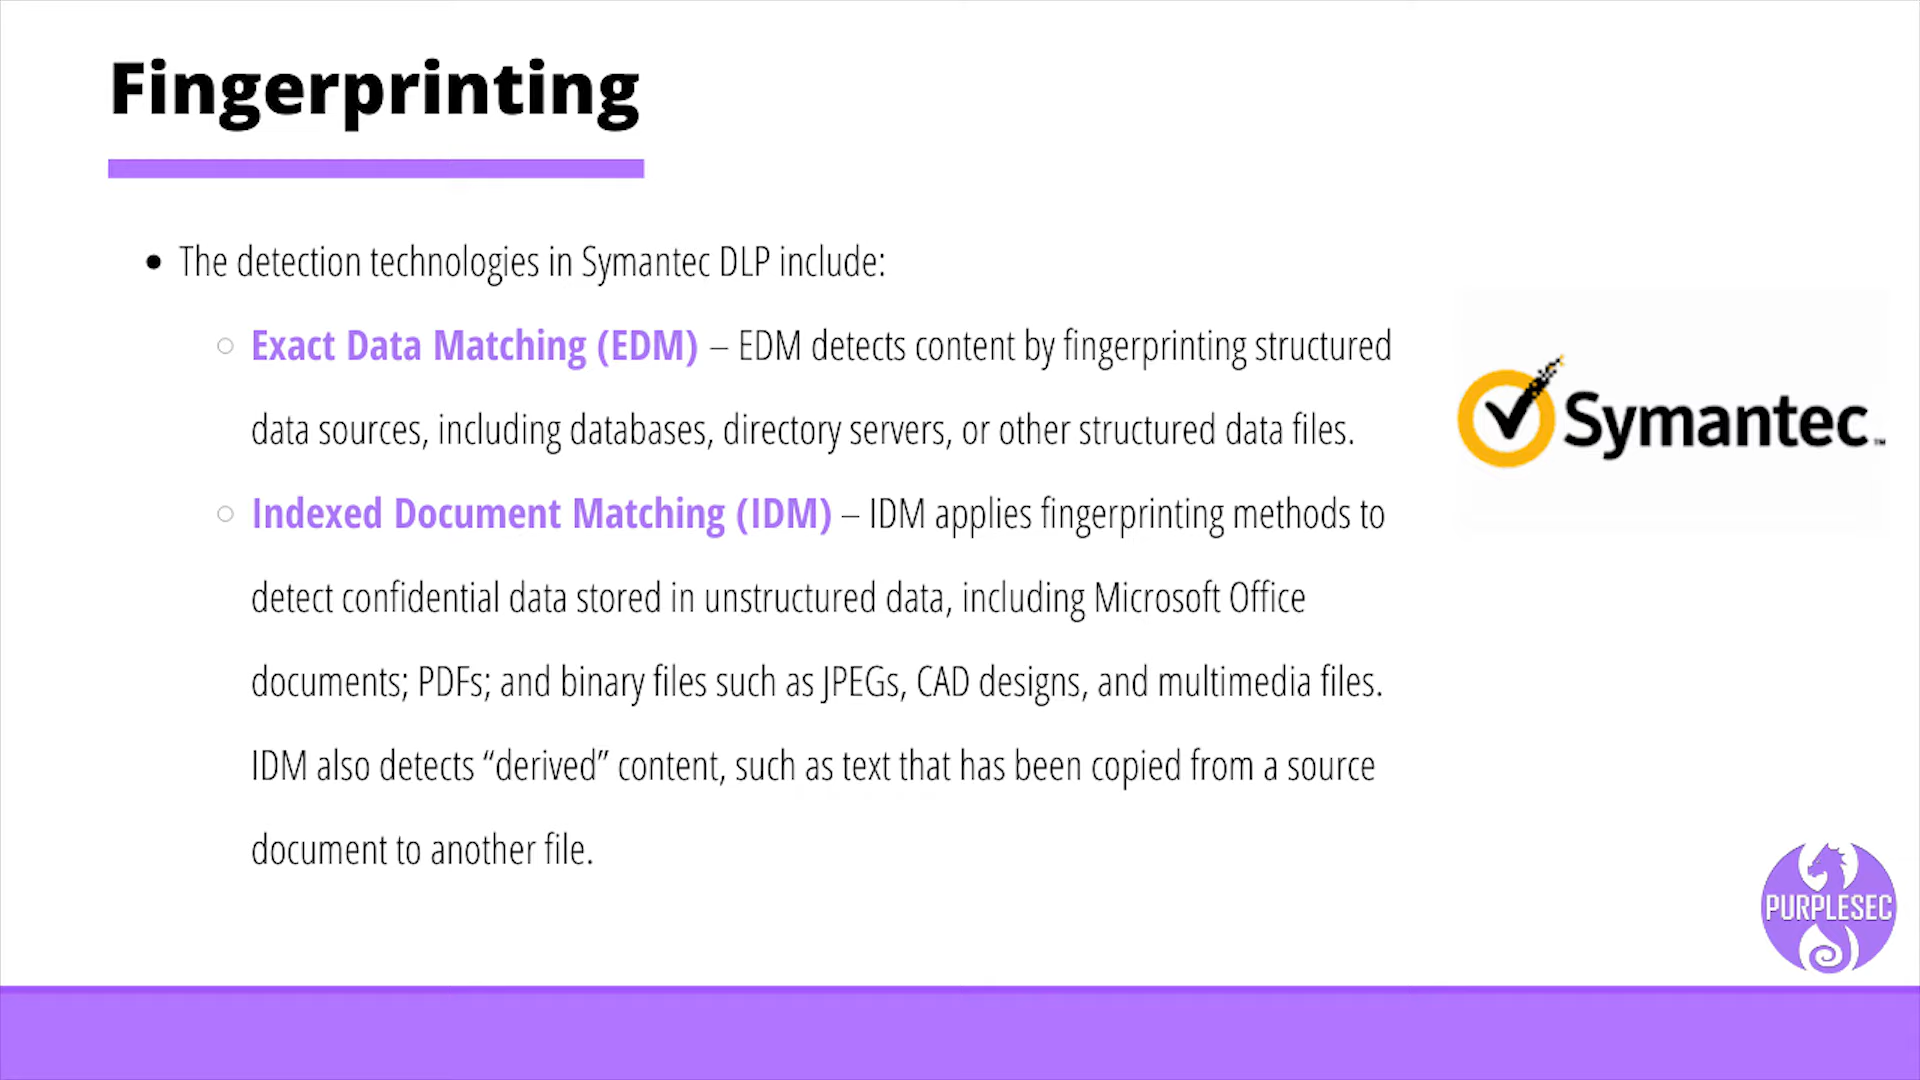 Fingerprinting
• The detection technologies in Symantec DLP include:
○ Exact Data Matching (EDM) – EDM detects content by fingerprinting structured
data sources, including databases, directory servers, or other structured data files.
○ Indexed Document Matching (IDM) – IDM applies fingerprinting methods to
detect confidential data stored in unstructured data, including Microsoft Office
documents; PDFs; and binary files such as JPEGs, CAD designs, and multimedia files.
IDM also detects “derived” content, such as text that has been copied from a source
document to another file.
Symantec™
PURPLESEC